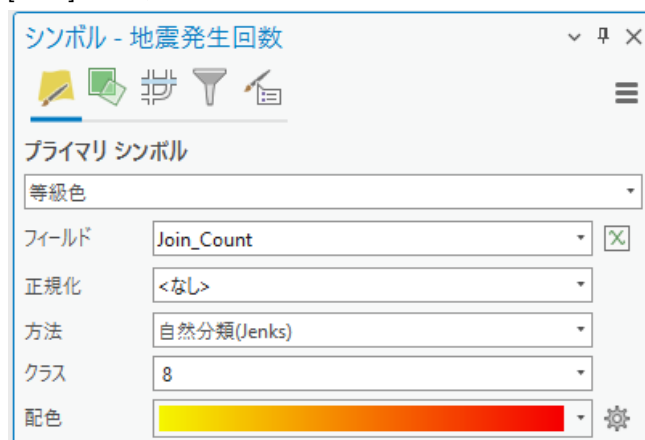 シンボル - 地震発生回数
プライマリ シンボル
等級色
フィールド Join_Count
正規化 <なし>
方法 自然分類(Jenks)
クラス 8
配色